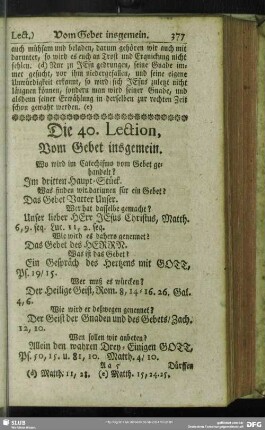 Lect.) Vom Gebet insgemein. 377
euch mühsam und beladen, darum gehören wir auch mit
darunter, so wird es euch an Trost und Erquickung nicht
fehlen. (d) Nur zu JEsu gedrungen, seine Gnade im-
mer gesucht, vor ihm niedergefallen, und seine eigene
Unwürdigkeit erkannt, so wird sich JEsus zuletzt nicht
läugnen können, sondern man wird seiner Gnade, und
alsdenn seiner Erzählung in derselben zur rechten Zeit
schon gewahr werden. (e)
Die 40. Lection,
Vom Gebet insgemein.
Wo wird im Catechismo vom Gebet ge-
handelt?
Im dritten Haupt-Stück.
Was finden wir darinnen für ein Gebet?
Das Gebet Vatter Unser.
Wer hat dasselbe gemacht?
Unser lieber HErr JEsus Christus, Matth.
6, 9. seq. Luc. 11, 2. seq.
Wie wird es dahero genennet?
Das Gebet des HERRN.
Was ist das Gebet?
Ein Gespräch des Hertzens mit GOTT,
Ps. 19/15.
Wer muß es würcken?
Der Heilige Geist, Rom. 8, 14-16. 26, Gal.
4, 6.
Wie wird er deßwegen genennet?
Der Geist der Gnaden und des Gebets/ Zach.
12, 10.
Wen sollen wir anbeten?
Allein den wahren Drey-Einigen GOTT,
Ps. 50, 15. u. 81, 10. Matth. 4/10.
A a 5 Dürffen
(d) Matth. 11, 28. (e) Matth. 15, 24. 25.
SLUB
DFG